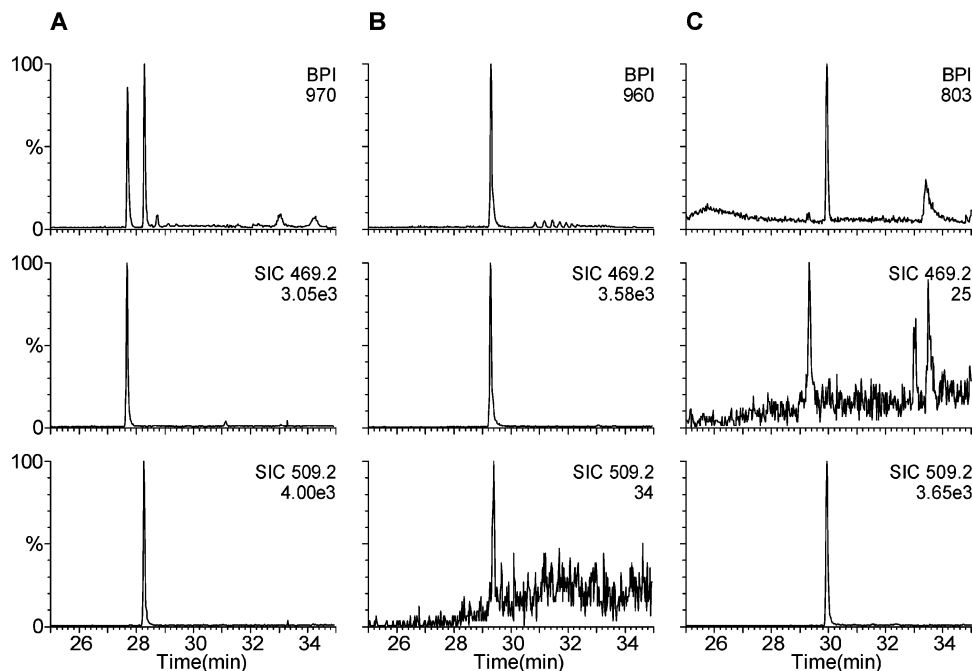 A B C
100 BPI 970 BPI 960 BPI 803
%
0
SIC 469.2 SIC 469.2 SIC 469.2
100 3.05e3 3.58e3 25
%
0
SIC 509.2 SIC 509.2 SIC 509.2
100 4.00e3 34 3.65e3
%
0
26 28 30 32 34 26 28 30 32 34 26 28 30 32 34
Time(min) Time(min) Time(min)